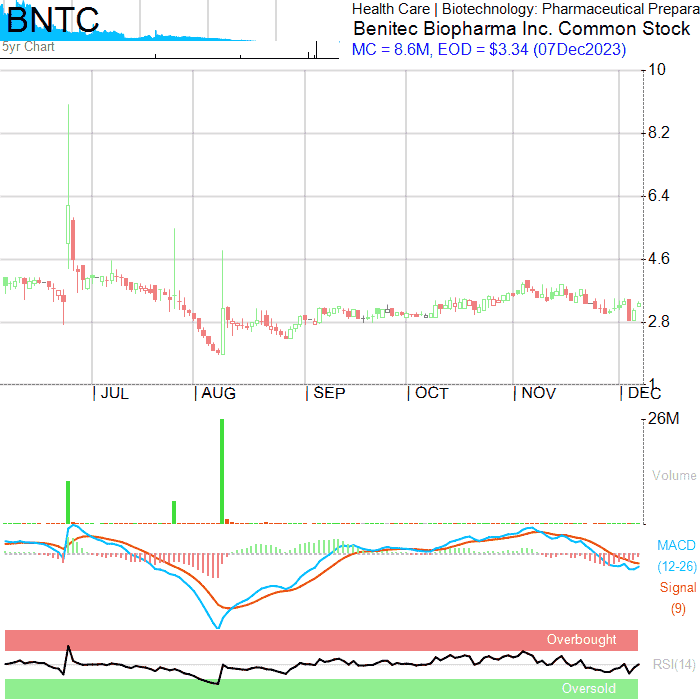 BNTC
Health Care | Biotechnology: Pharmaceutical Prepara
Benitec Biopharma Inc. Common Stock
5yr Chart
MC = 8.6M, EOD = $3.34 (07Dec2023)
10
8.2
6.4
4.6
2.8
1
JUL
AUG
SEP
OCT
NOV
DEC
26M
Volume
MACD
(12-26)
Signal
(9)
Overbought
RSI(14)
Oversold